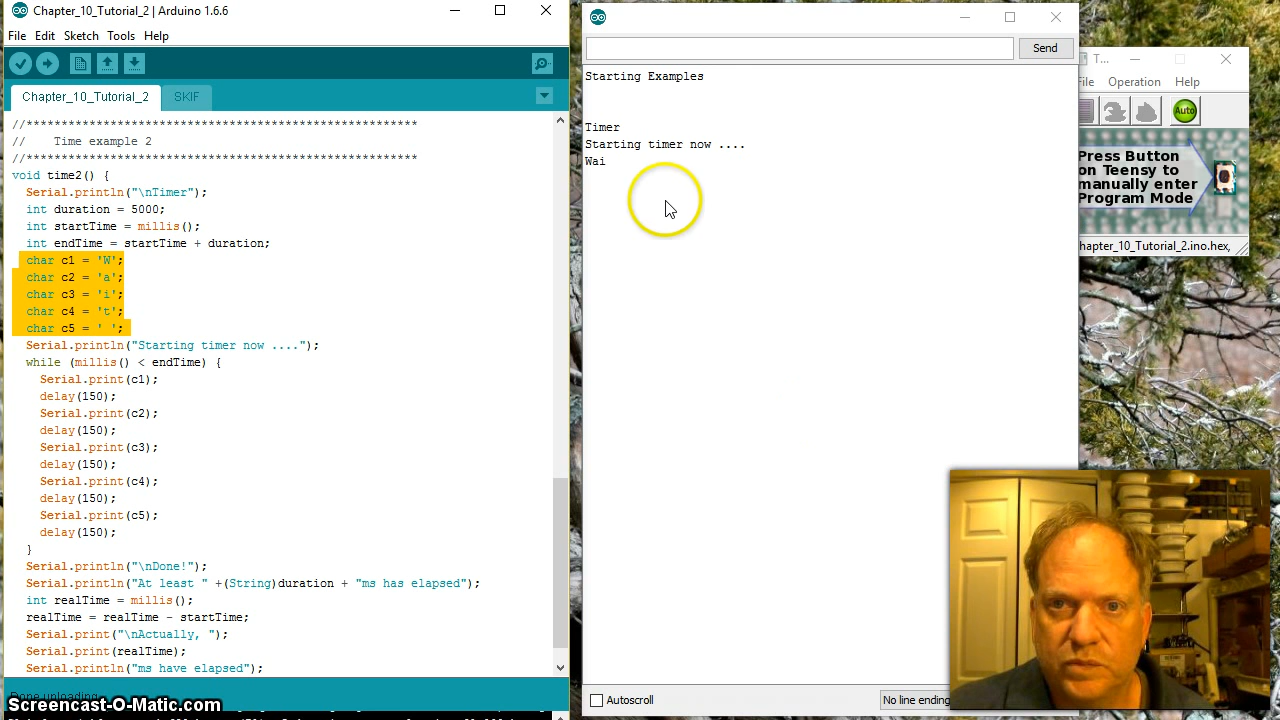 Chapter_10_Tutorial_2 | Arduino 1.6.6
File Edit Sketch Tools Help
Chapter_10_Tutorial_2 SKIF
//********************************************************
// Time example 2
//********************************************************
void time2() {
Serial.println("\nTimer");
int duration = 5000;
int startTime = millis();
int endTime = startTime + duration;
char c1 = 'W';
char c2 = 'a';
char c3 = 'i';
char c4 = 't';
char c5 = ' ';
Serial.println("Starting timer now ....");
while (millis() < endTime) {
Serial.print(c1);
delay(150);
Serial.print(c2);
delay(150);
Serial.print(c3);
delay(150);
Serial.print(c4);
delay(150);
Serial.print(c5);
delay(150);
}
Serial.println("\nDone!");
Serial.println("At least " +(String)duration + "ms has elapsed");
int realTime = millis();
realTime = realTime - startTime;
Serial.print("\nActually, ");
Serial.print(realTime);
Serial.println("ms have elapsed");
Done uploading.
Screencast-O-Matic.com
Send
Starting Examples
Timer
Starting timer now ....
Wai
Autoscroll
No line ending
T...
File Operation Help
Auto
Press Button
on Teensy to
manually enter
Program Mode
hapter_10_Tutorial_2.ino.hex,